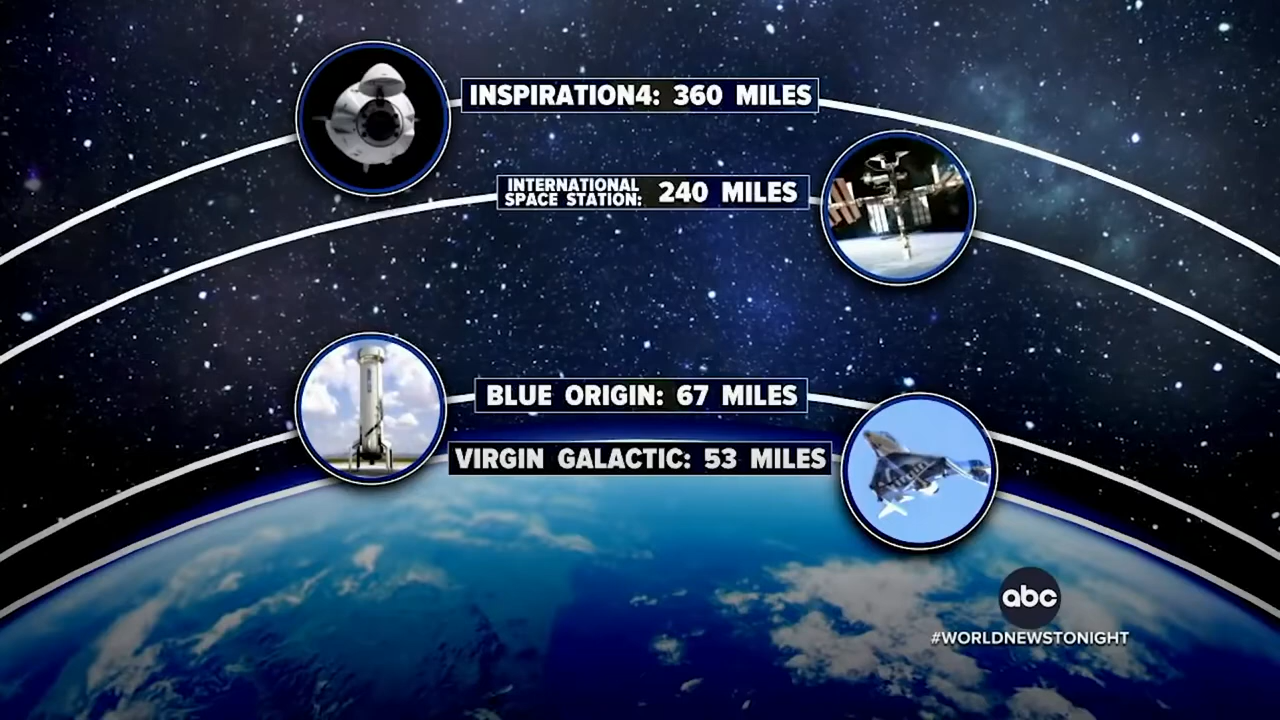 INSPIRATION4: 360 MILES
INTERNATIONAL
SPACE STATION: 240 MILES
BLUE ORIGIN: 67 MILES
VIRGIN GALACTIC: 53 MILES
abc
#WORLDNEWSTONIGHT